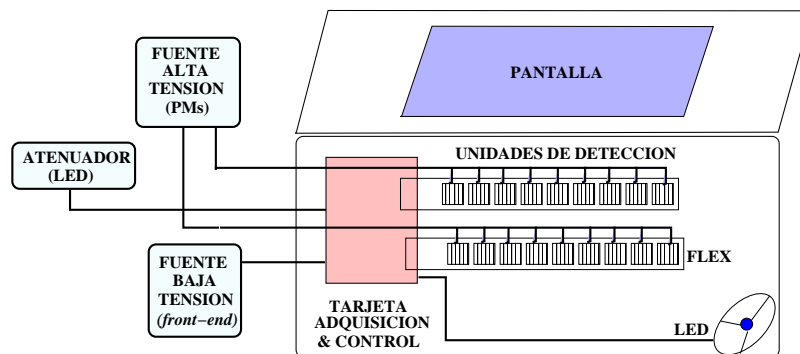 FUENTE
ALTA
TENSION
(PMs)
PANTALLA
ATENUADOR
(LED)
UNIDADES DE DETECCION
FUENTE
BAJA
TENSION
(front-end)
FLEX
TARJETA
ADQUISICION
& CONTROL
LED